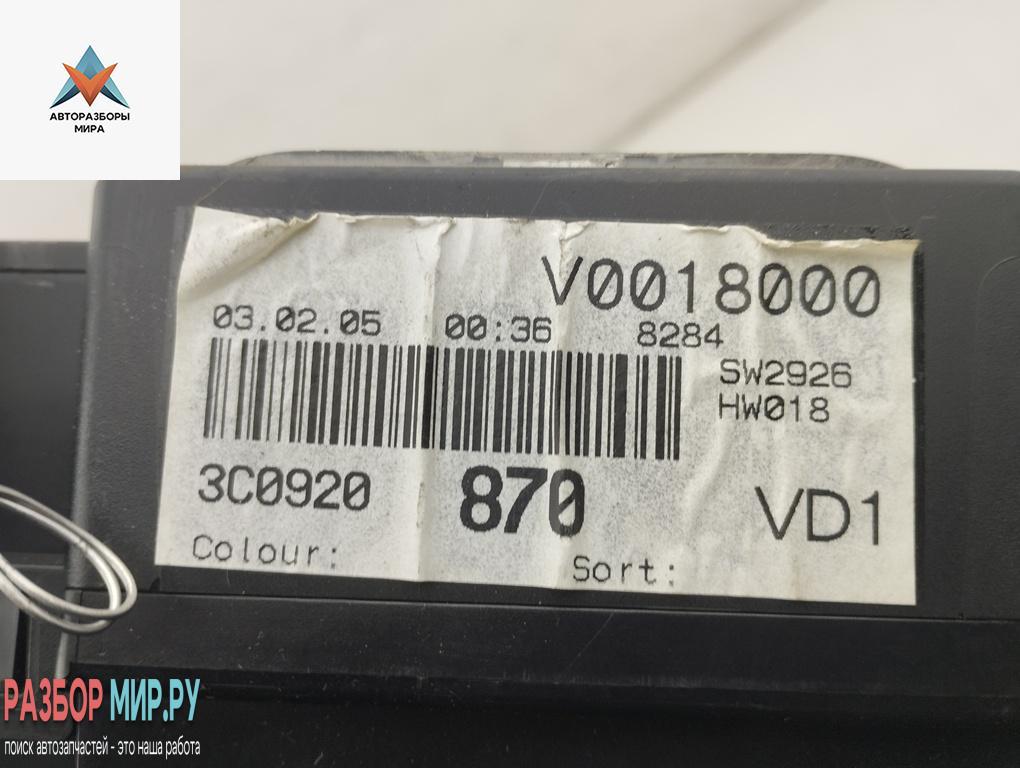 АВТОРАЗБОРЫ
МИРА
V0018000
03.02.05 00:36 8284
SW2926
HW018
3C0920 870 VD1
Colour: Sort:
РАЗБОР МИР.РУ
поиск автозапчастей - это наша работа